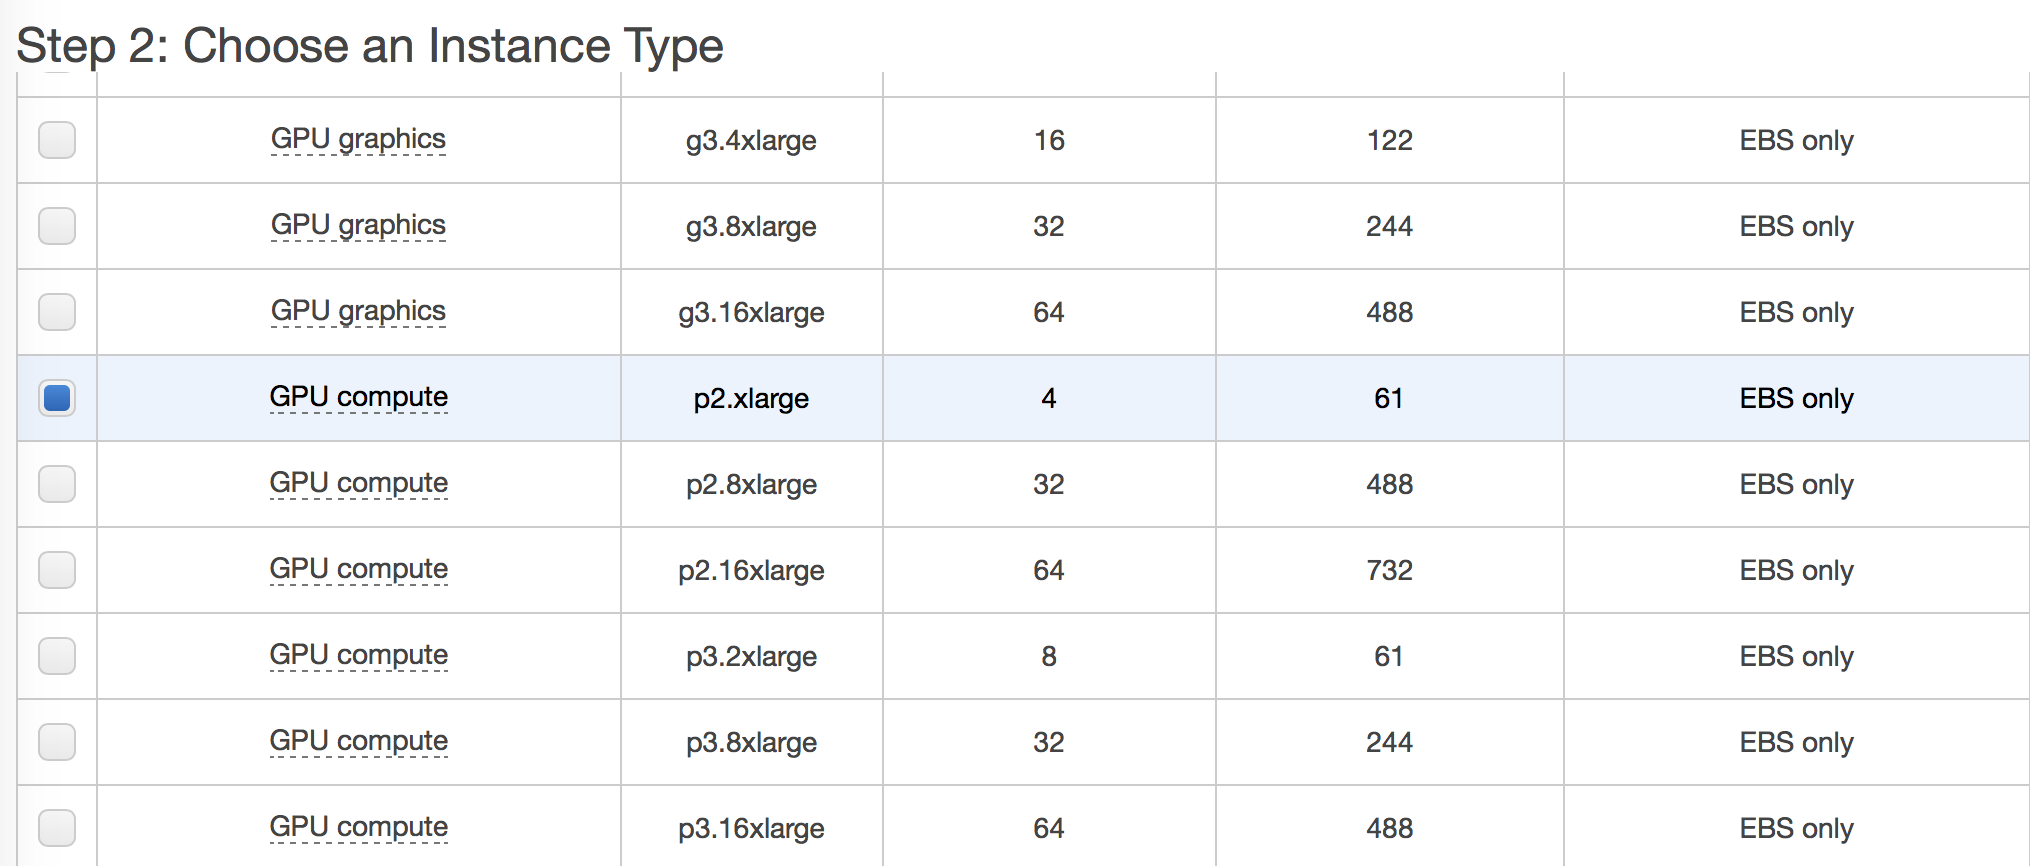 Step 2: Choose an Instance Type
GPU graphics g3.4xlarge 16 122 EBS only
GPU graphics g3.8xlarge 32 244 EBS only
GPU graphics g3.16xlarge 64 488 EBS only
GPU compute p2.xlarge 4 61 EBS only
GPU compute p2.8xlarge 32 488 EBS only
GPU compute p2.16xlarge 64 732 EBS only
GPU compute p3.2xlarge 8 61 EBS only
GPU compute p3.8xlarge 32 244 EBS only
GPU compute p3.16xlarge 64 488 EBS only